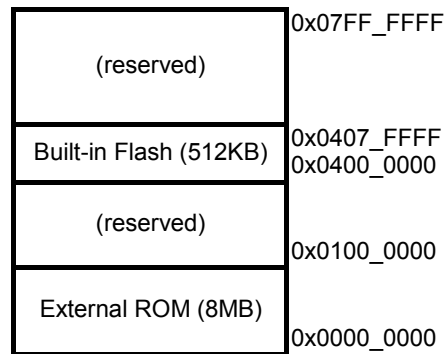 0x07FF_FFFF
(reserved)
0x0407_FFFF
Built-in Flash (512KB)
0x0400_0000
(reserved)
0x0100_0000
External ROM (8MB)
0x0000_0000